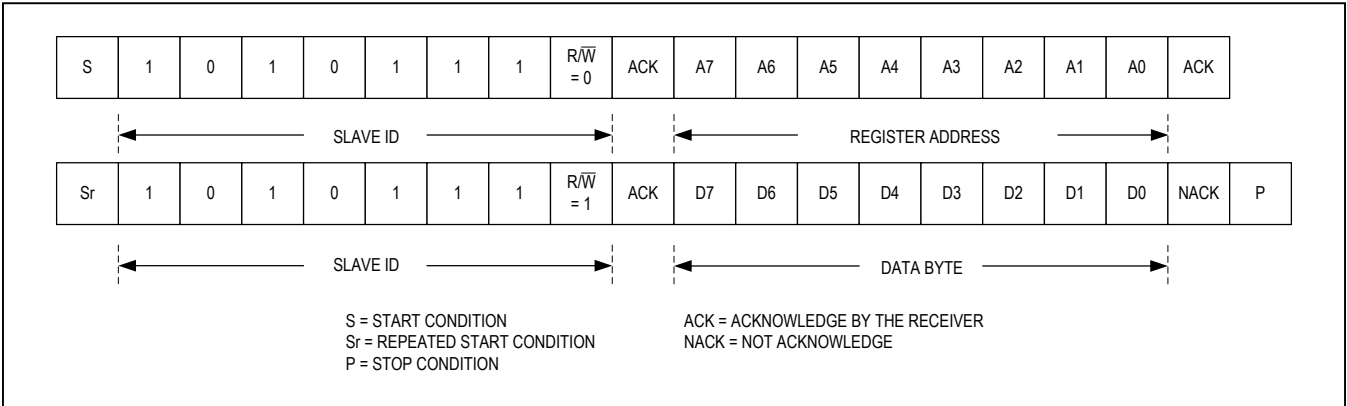 S 1 0 1 0 1 1 1 R/W̅ = 0 ACK A7 A6 A5 A4 A3 A2 A1 A0 ACK
SLAVE ID REGISTER ADDRESS
Sr 1 0 1 0 1 1 1 R/W̅ = 1 ACK D7 D6 D5 D4 D3 D2 D1 D0 NACK P
SLAVE ID DATA BYTE
S = START CONDITION
Sr = REPEATED START CONDITION
P = STOP CONDITION
ACK = ACKNOWLEDGE BY THE RECEIVER
NACK = NOT ACKNOWLEDGE